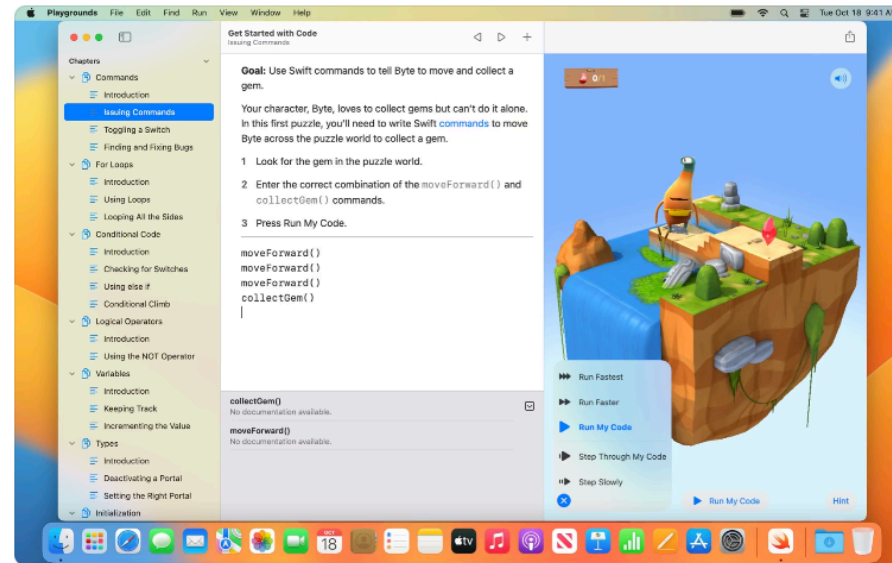 Playgrounds File Edit Find Run View Window Help
Tue Oct 18 9:41 A
Get Started with Code
Issuing Commands
Chapters
Commands
Introduction
Issuing Commands
Toggling a Switch
Finding and Fixing Bugs
For Loops
Introduction
Using Loops
Looping All the Sides
Conditional Code
Introduction
Checking for Switches
Using else if
Conditional Climb
Logical Operators
Introduction
Using the NOT Operator
Variables
Introduction
Keeping Track
Incrementing the Value
Types
Introduction
Deactivating a Portal
Setting the Right Portal
Initialization
Goal: Use Swift commands to tell Byte to move and collect a
gem.
Your character, Byte, loves to collect gems but can't do it alone.
In this first puzzle, you'll need to write Swift commands to move
Byte across the puzzle world to collect a gem.
1 Look for the gem in the puzzle world.
2 Enter the correct combination of the moveForward() and
collectGem() commands.
3 Press Run My Code.
moveForward()
moveForward()
moveForward()
collectGem()
collectGem()
No documentation available.
moveForward()
No documentation available.
0/1
Run Fastest
Run Faster
Run My Code
Step Through My Code
Step Slowly
Run My Code
Hint
OCT
18
tv